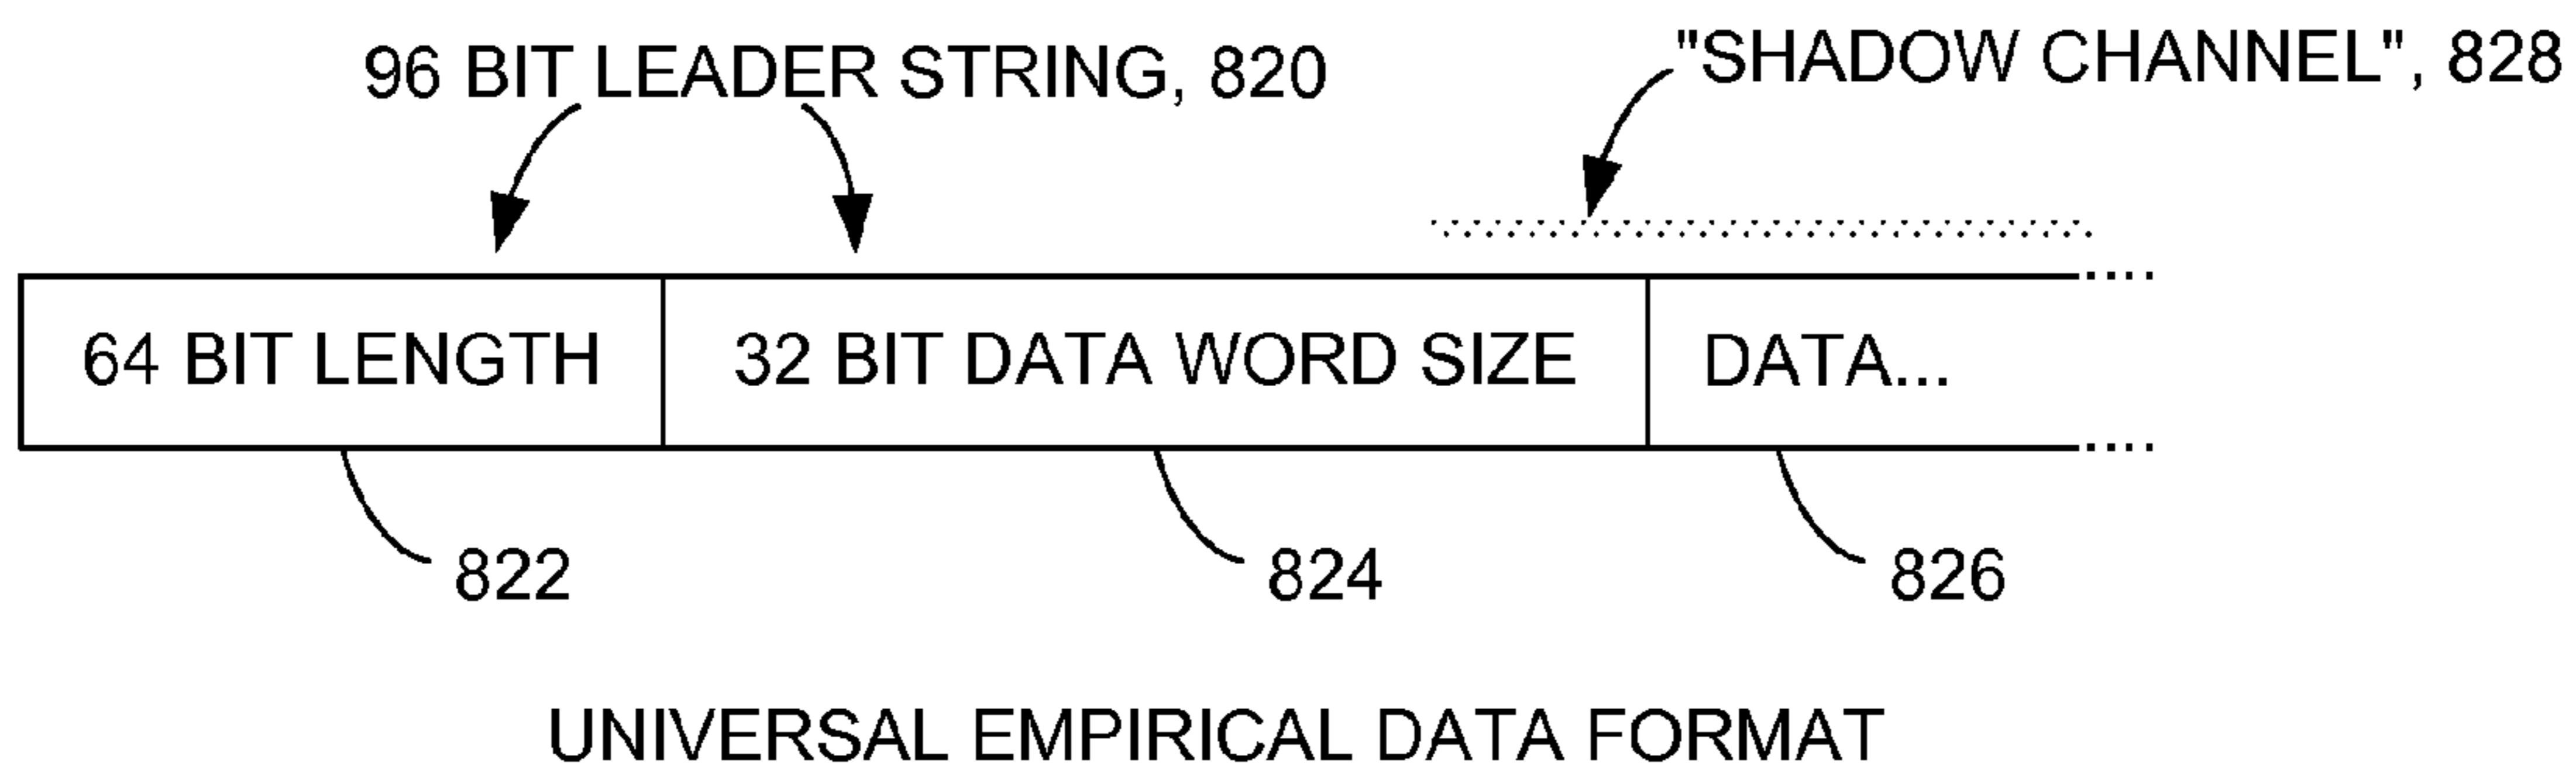 96 BIT LEADER STRING, 820
"SHADOW CHANNEL", 828
64 BIT LENGTH
32 BIT DATA WORD SIZE
DATA...
822
824
826
UNIVERSAL EMPIRICAL DATA FORMAT